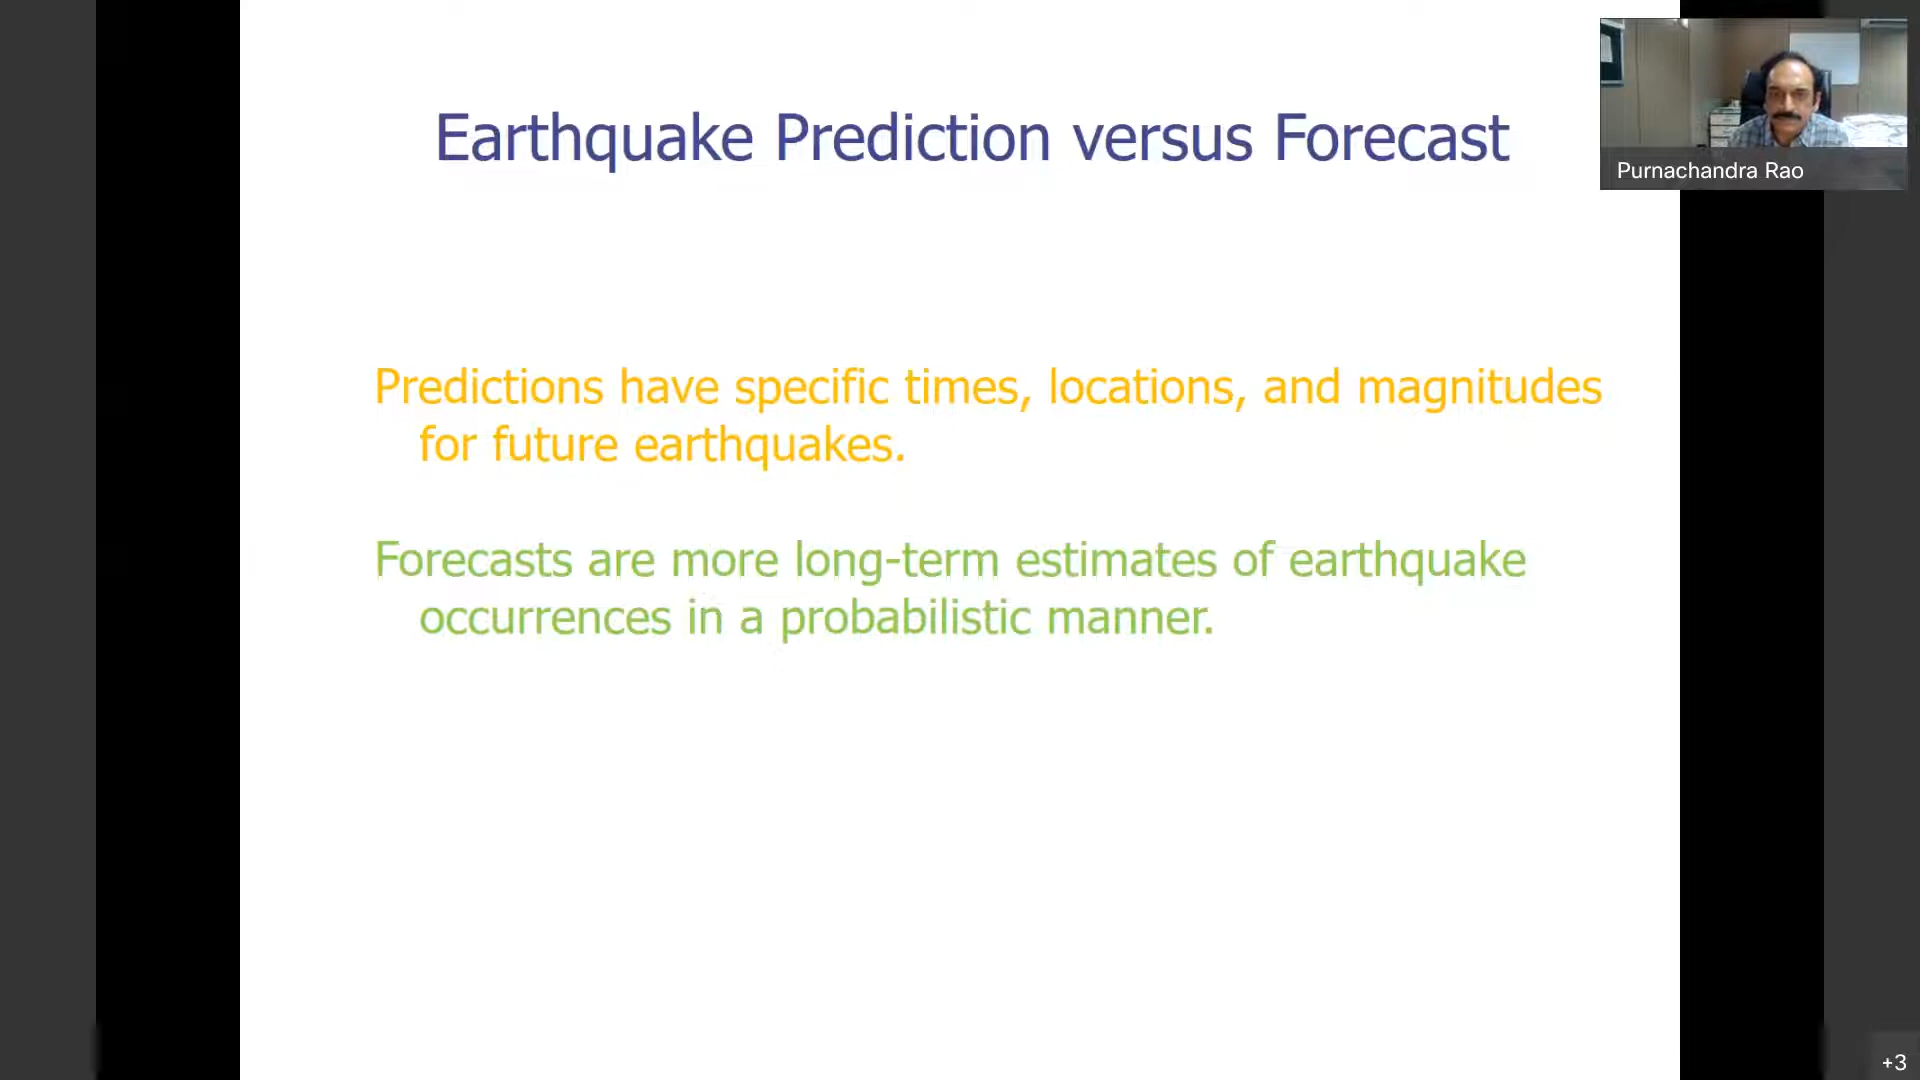 Earthquake Prediction versus Forecast
Purnachandra Rao
Predictions have specific times, locations, and magnitudes
for future earthquakes.
Forecasts are more long-term estimates of earthquake
occurrences in a probabilistic manner.
+3